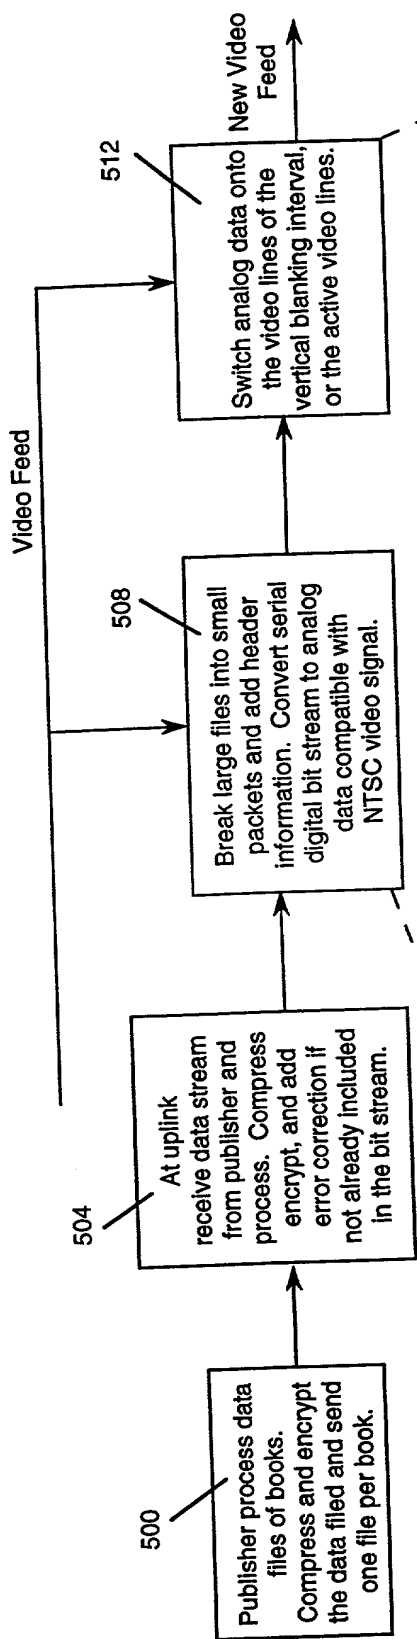 Video Feed
500
Publisher process data
files of books.
Compress and encrypt
the data filed and send
one file per book.
504
At uplink
receive data stream
from publisher and
process. Compress
encrypt, and add
error correction if
not already included
in the bit stream.
508
Break large files into small
packets and add header
information. Convert serial
digital bit stream to analog
data compatible with
NTSC video signal.
512
Switch analog data onto
the video lines of the
vertical blanking interval,
or the active video lines.
New Video
Feed